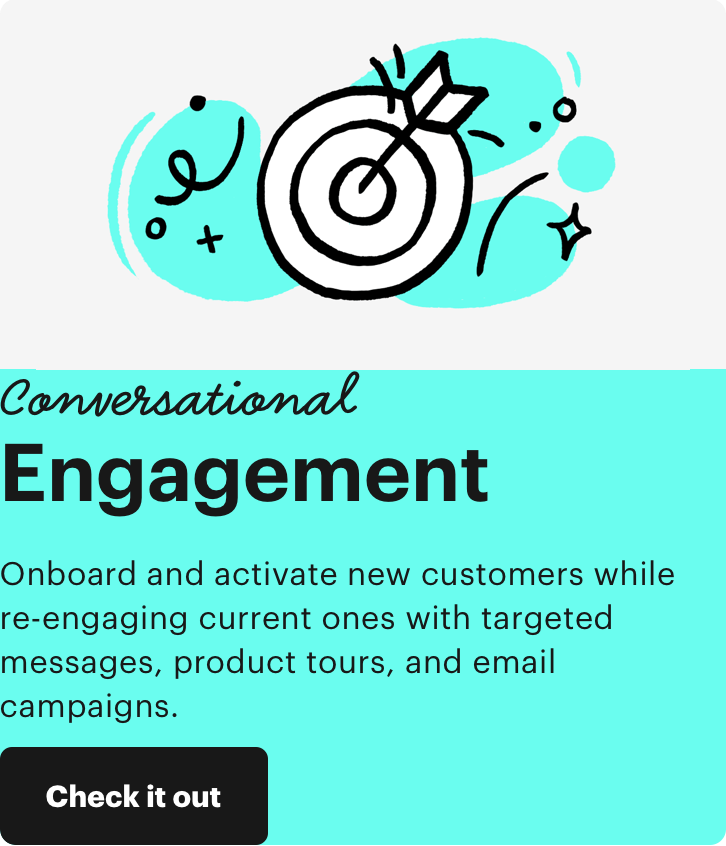 Conversational
Engagement
Onboard and activate new customers while
re-engaging current ones with targeted
messages, product tours, and email
campaigns.
Check it out